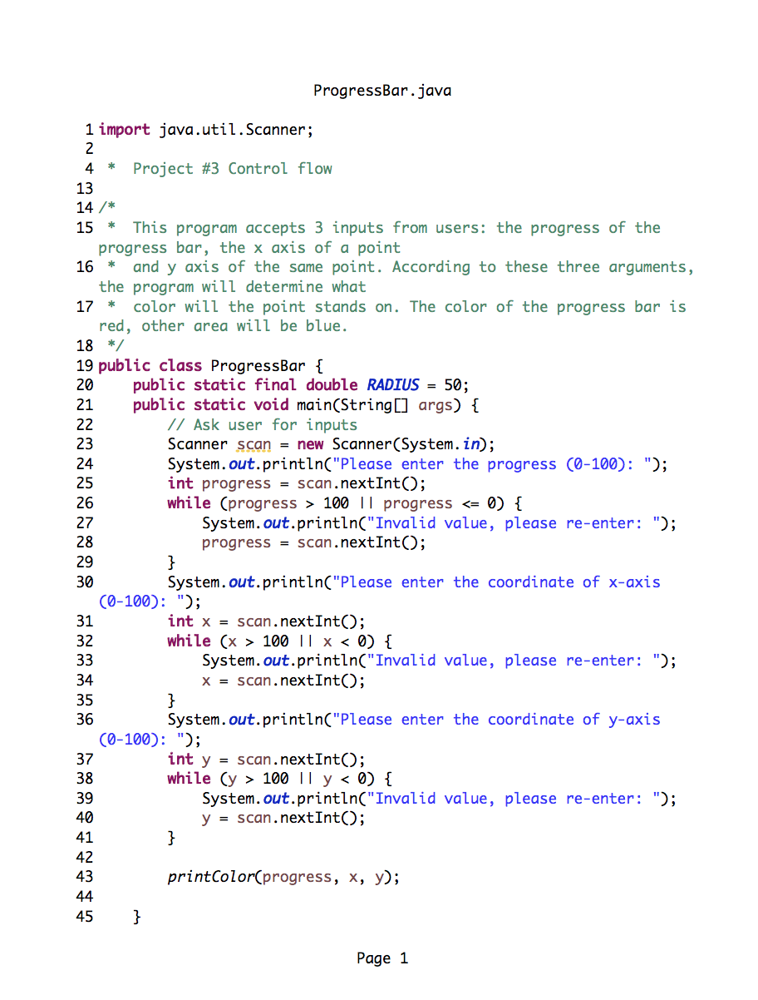 ProgressBar.java
1 import java.util.Scanner;
2
4 *  Project #3 Control flow
13
14 /*
15 *  This program accepts 3 inputs from users: the progress of the
progress bar, the x axis of a point
16 *  and y axis of the same point. According to these three arguments,
the program will determine what
17 *  color will the point stands on. The color of the progress bar is
red, other area will be blue.
18 */
19 public class ProgressBar {
20     public static final double RADIUS = 50;
21     public static void main(String[] args) {
22         // Ask user for inputs
23         Scanner scan = new Scanner(System.in);
24         System.out.println("Please enter the progress (0-100): ");
25         int progress = scan.nextInt();
26         while (progress > 100 || progress <= 0) {
27             System.out.println("Invalid value, please re-enter: ");
28             progress = scan.nextInt();
29         }
30         System.out.println("Please enter the coordinate of x-axis
(0-100): ");
31         int x = scan.nextInt();
32         while (x > 100 || x < 0) {
33             System.out.println("Invalid value, please re-enter: ");
34             x = scan.nextInt();
35         }
36         System.out.println("Please enter the coordinate of y-axis
(0-100): ");
37         int y = scan.nextInt();
38         while (y > 100 || y < 0) {
39             System.out.println("Invalid value, please re-enter: ");
40             y = scan.nextInt();
41         }
42
43         printColor(progress, x, y);
44
45     }
Page 1